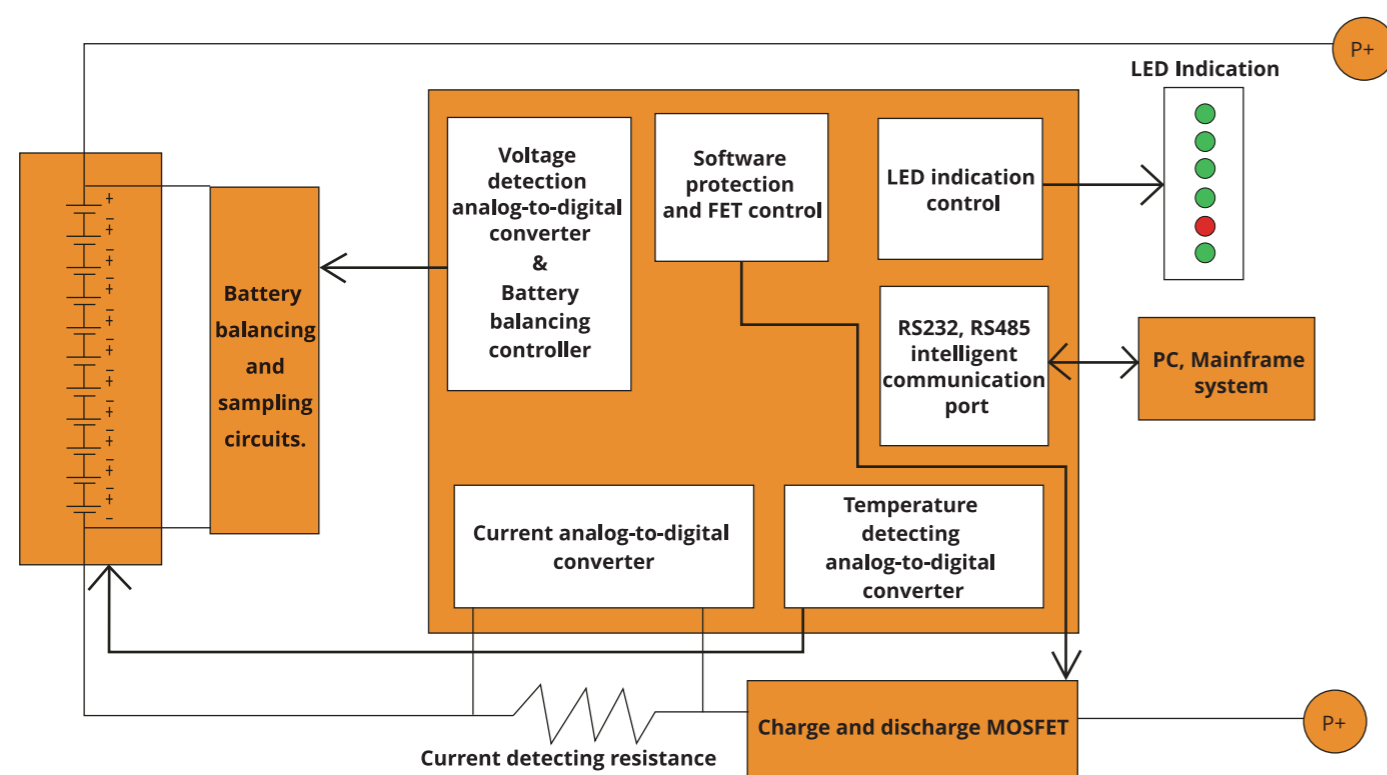 P+
LED Indication
Voltage
detection
analog-to-digital
converter
&
Battery
balancing
controller
Software
protection
and FET control
LED indication
control
Battery
balancing
and
sampling
circuits.
RS232, RS485
intelligent
communication
port
PC, Mainframe
system
Current analog-to-digital
converter
Temperature
detecting
analog-to-digital
converter
Charge and discharge MOSFET
P+
Current detecting resistance